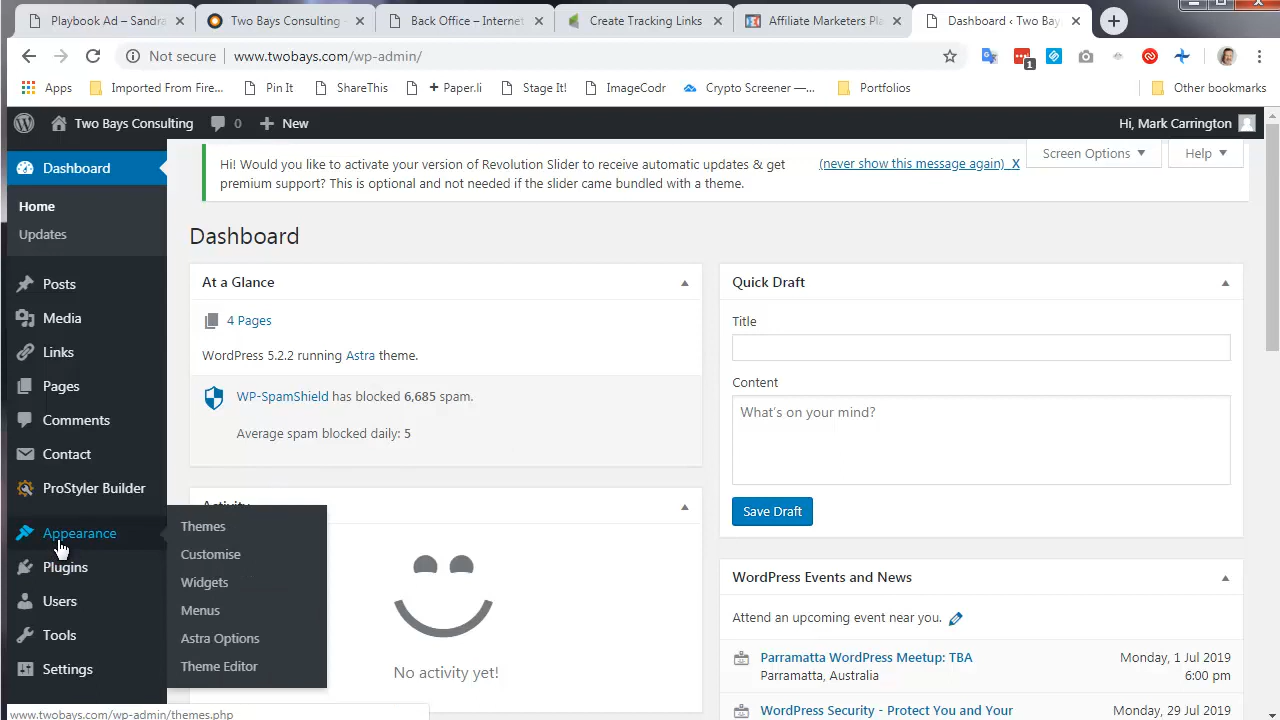 Playbook Ad – Sandra
Two Bays Consulting -
Back Office – Internet
Create Tracking Links
Affiliate Marketers Pla
Dashboard ‹ Two Bay
Not secure
www.twobays.com/wp-admin/
1
Apps
Imported From Fire...
Pin It
ShareThis
+ Paper.li
Stage It!
ImageCodr
Crypto Screener —...
Portfolios
Other bookmarks
Two Bays Consulting
0
New
Hi, Mark Carrington
Dashboard
Home
Updates
Posts
Media
Links
Pages
Comments
Contact
ProStyler Builder
Appearance
Plugins
Users
Tools
Settings
Themes
Customise
Widgets
Menus
Astra Options
Theme Editor
Hi! Would you like to activate your version of Revolution Slider to receive automatic updates & get
premium support? This is optional and not needed if the slider came bundled with a theme.
(never show this message again) X
Screen Options
Help
Dashboard
At a Glance
4 Pages
WordPress 5.2.2 running Astra theme.
WP-SpamShield has blocked 6,685 spam.
Average spam blocked daily: 5
Activity
No activity yet!
Quick Draft
Title
Content
What's on your mind?
Save Draft
WordPress Events and News
Attend an upcoming event near you.
Parramatta WordPress Meetup: TBA
Parramatta, Australia
Monday, 1 Jul 2019
6:00 pm
WordPress Security - Protect You and Your
Monday, 29 Jul 2019
www.twobays.com/wp-admin/themes.php